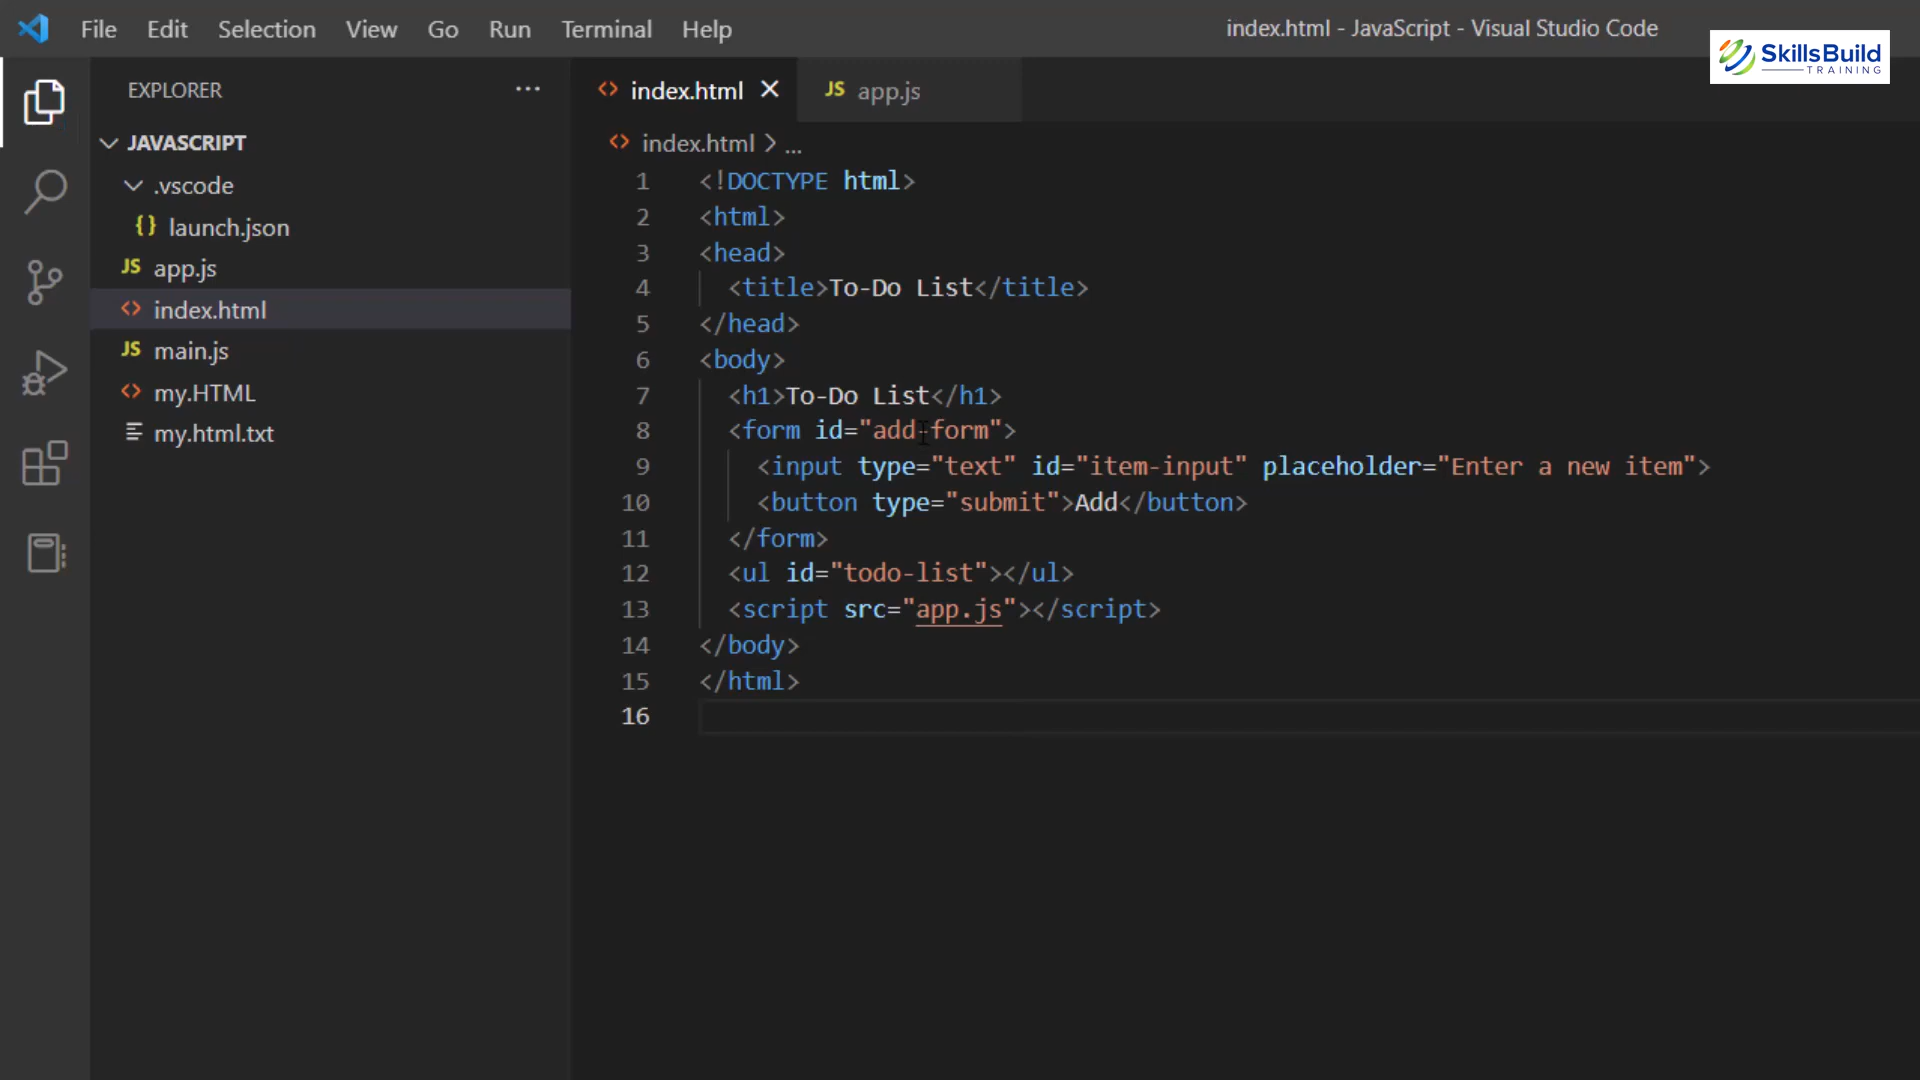 File Edit Selection View Go Run Terminal Help
index.html - JavaScript - Visual Studio Code
SkillsBuild
TRAINING
EXPLORER
JAVASCRIPT
.vscode
{} launch.json
JS app.js
<> index.html
JS main.js
<> my.HTML
my.html.txt
<> index.html
JS app.js
<> index.html > ...
1 <!DOCTYPE html>
2 <html>
3 <head>
4 <title>To-Do List</title>
5 </head>
6 <body>
7 <h1>To-Do List</h1>
8 <form id="add-form">
9 <input type="text" id="item-input" placeholder="Enter a new item">
10 <button type="submit">Add</button>
11 </form>
12 <ul id="todo-list"></ul>
13 <script src="app.js"></script>
14 </body>
15 </html>
16